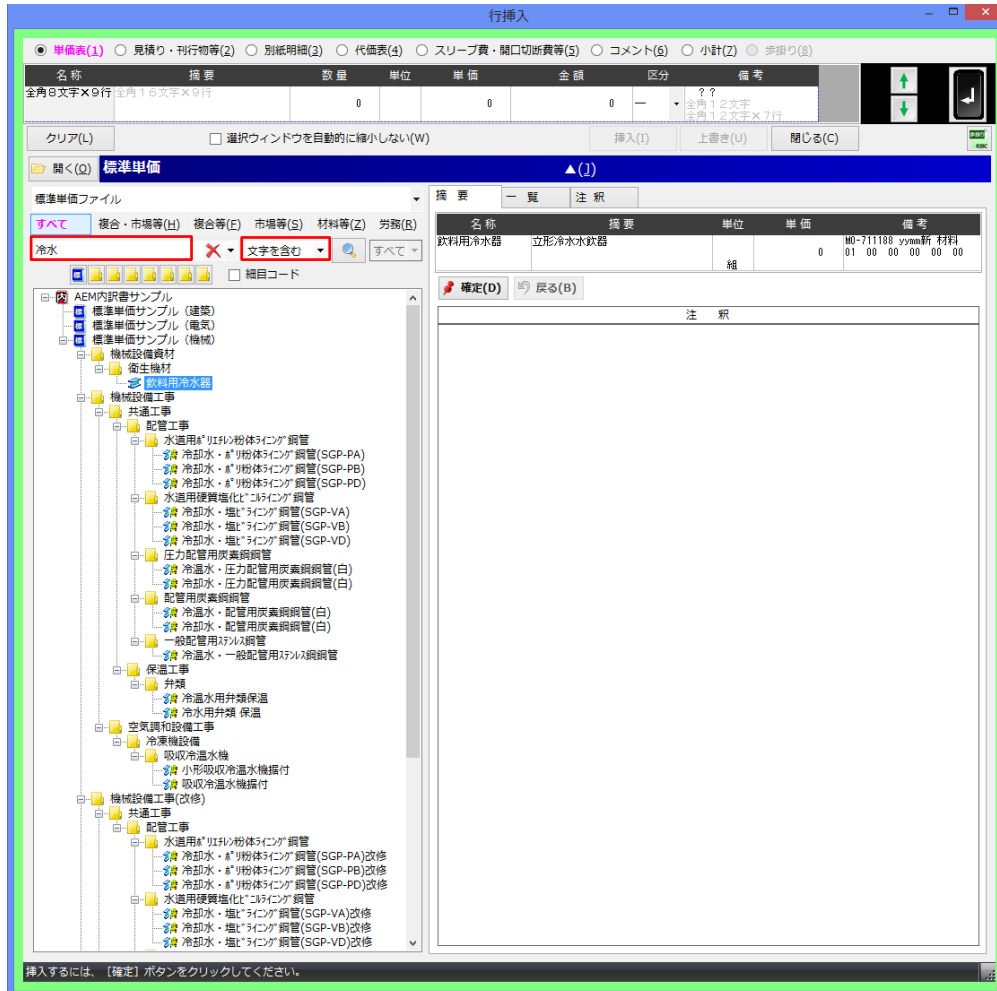 行挿入
単価表(1) 見積り・刊行物等(2) 別紙明細(3) 代価表(4) スリーブ費・開口切断費等(5) コメント(6) 小計(7) 歩掛り(8)
名称 摘要 数量 単位 単価 金額 区分 備考
全角8文字×9行 全角16文字×9行 0 0 0 ― ??
全角12文字
全角12文字×7行
クリア(L) 選択ウィンドウを自動的に縮小しない(W) 挿入(I) 上書き(U) 閉じる(C)
開く(O) 標準単価 ▲(J)
標準単価ファイル
すべて 複合・市場等(H) 複合等(F) 市場等(S) 材料等(Z) 労務(R)
冷水 文字を含む すべて
細目コード
AEM内訳書サンプル
標準単価サンプル（建築）
標準単価サンプル（電気）
標準単価サンプル（機械）
機械設備資材
衛生機材
飲料用冷水器
機械設備工事
共通工事
配管工事
水道用ﾎﾟﾘｴﾁﾚﾝ粉体ﾗｲﾆﾝｸﾞ鋼管
冷却水・ﾎﾟﾘ粉体ﾗｲﾆﾝｸﾞ鋼管(SGP-PA)
冷却水・ﾎﾟﾘ粉体ﾗｲﾆﾝｸﾞ鋼管(SGP-PB)
冷却水・ﾎﾟﾘ粉体ﾗｲﾆﾝｸﾞ鋼管(SGP-PD)
水道用硬質塩化ﾋﾞﾆﾙﾗｲﾆﾝｸﾞ鋼管
冷却水・塩ﾋﾞﾗｲﾆﾝｸﾞ鋼管(SGP-VA)
冷却水・塩ﾋﾞﾗｲﾆﾝｸﾞ鋼管(SGP-VB)
冷却水・塩ﾋﾞﾗｲﾆﾝｸﾞ鋼管(SGP-VD)
圧力配管用炭素鋼鋼管
冷温水・圧力配管用炭素鋼鋼管(白)
冷却水・圧力配管用炭素鋼鋼管(白)
配管用炭素鋼鋼管
冷温水・配管用炭素鋼鋼管(白)
冷却水・配管用炭素鋼鋼管(白)
一般配管用ｽﾃﾝﾚｽ鋼管
冷温水・一般配管用ｽﾃﾝﾚｽ鋼鋼管
保温工事
弁類
冷温水用弁類保温
冷水用弁類 保温
空気調和設備工事
冷凍機設備
吸収冷温水機
小形吸収冷温水機据付
吸収冷温水機据付
機械設備工事(改修)
共通工事
配管工事
水道用ﾎﾟﾘｴﾁﾚﾝ粉体ﾗｲﾆﾝｸﾞ鋼管
冷却水・ﾎﾟﾘ粉体ﾗｲﾆﾝｸﾞ鋼管(SGP-PA)改修
冷却水・ﾎﾟﾘ粉体ﾗｲﾆﾝｸﾞ鋼管(SGP-PB)改修
冷却水・ﾎﾟﾘ粉体ﾗｲﾆﾝｸﾞ鋼管(SGP-PD)改修
水道用硬質塩化ﾋﾞﾆﾙﾗｲﾆﾝｸﾞ鋼管
冷却水・塩ﾋﾞﾗｲﾆﾝｸﾞ鋼管(SGP-VA)改修
冷却水・塩ﾋﾞﾗｲﾆﾝｸﾞ鋼管(SGP-VB)改修
冷却水・塩ﾋﾞﾗｲﾆﾝｸﾞ鋼管(SGP-VD)改修
摘要 一覧 注釈
名称 摘要 単位 単価 備考
飲料用冷水器 立形冷水水飲器 M0-711188 yymm新 材料
組 0 01 00 00 00 00 00
確定(D) 戻る(B)
注 釈
挿入するには、［確定］ボタンをクリックしてください。